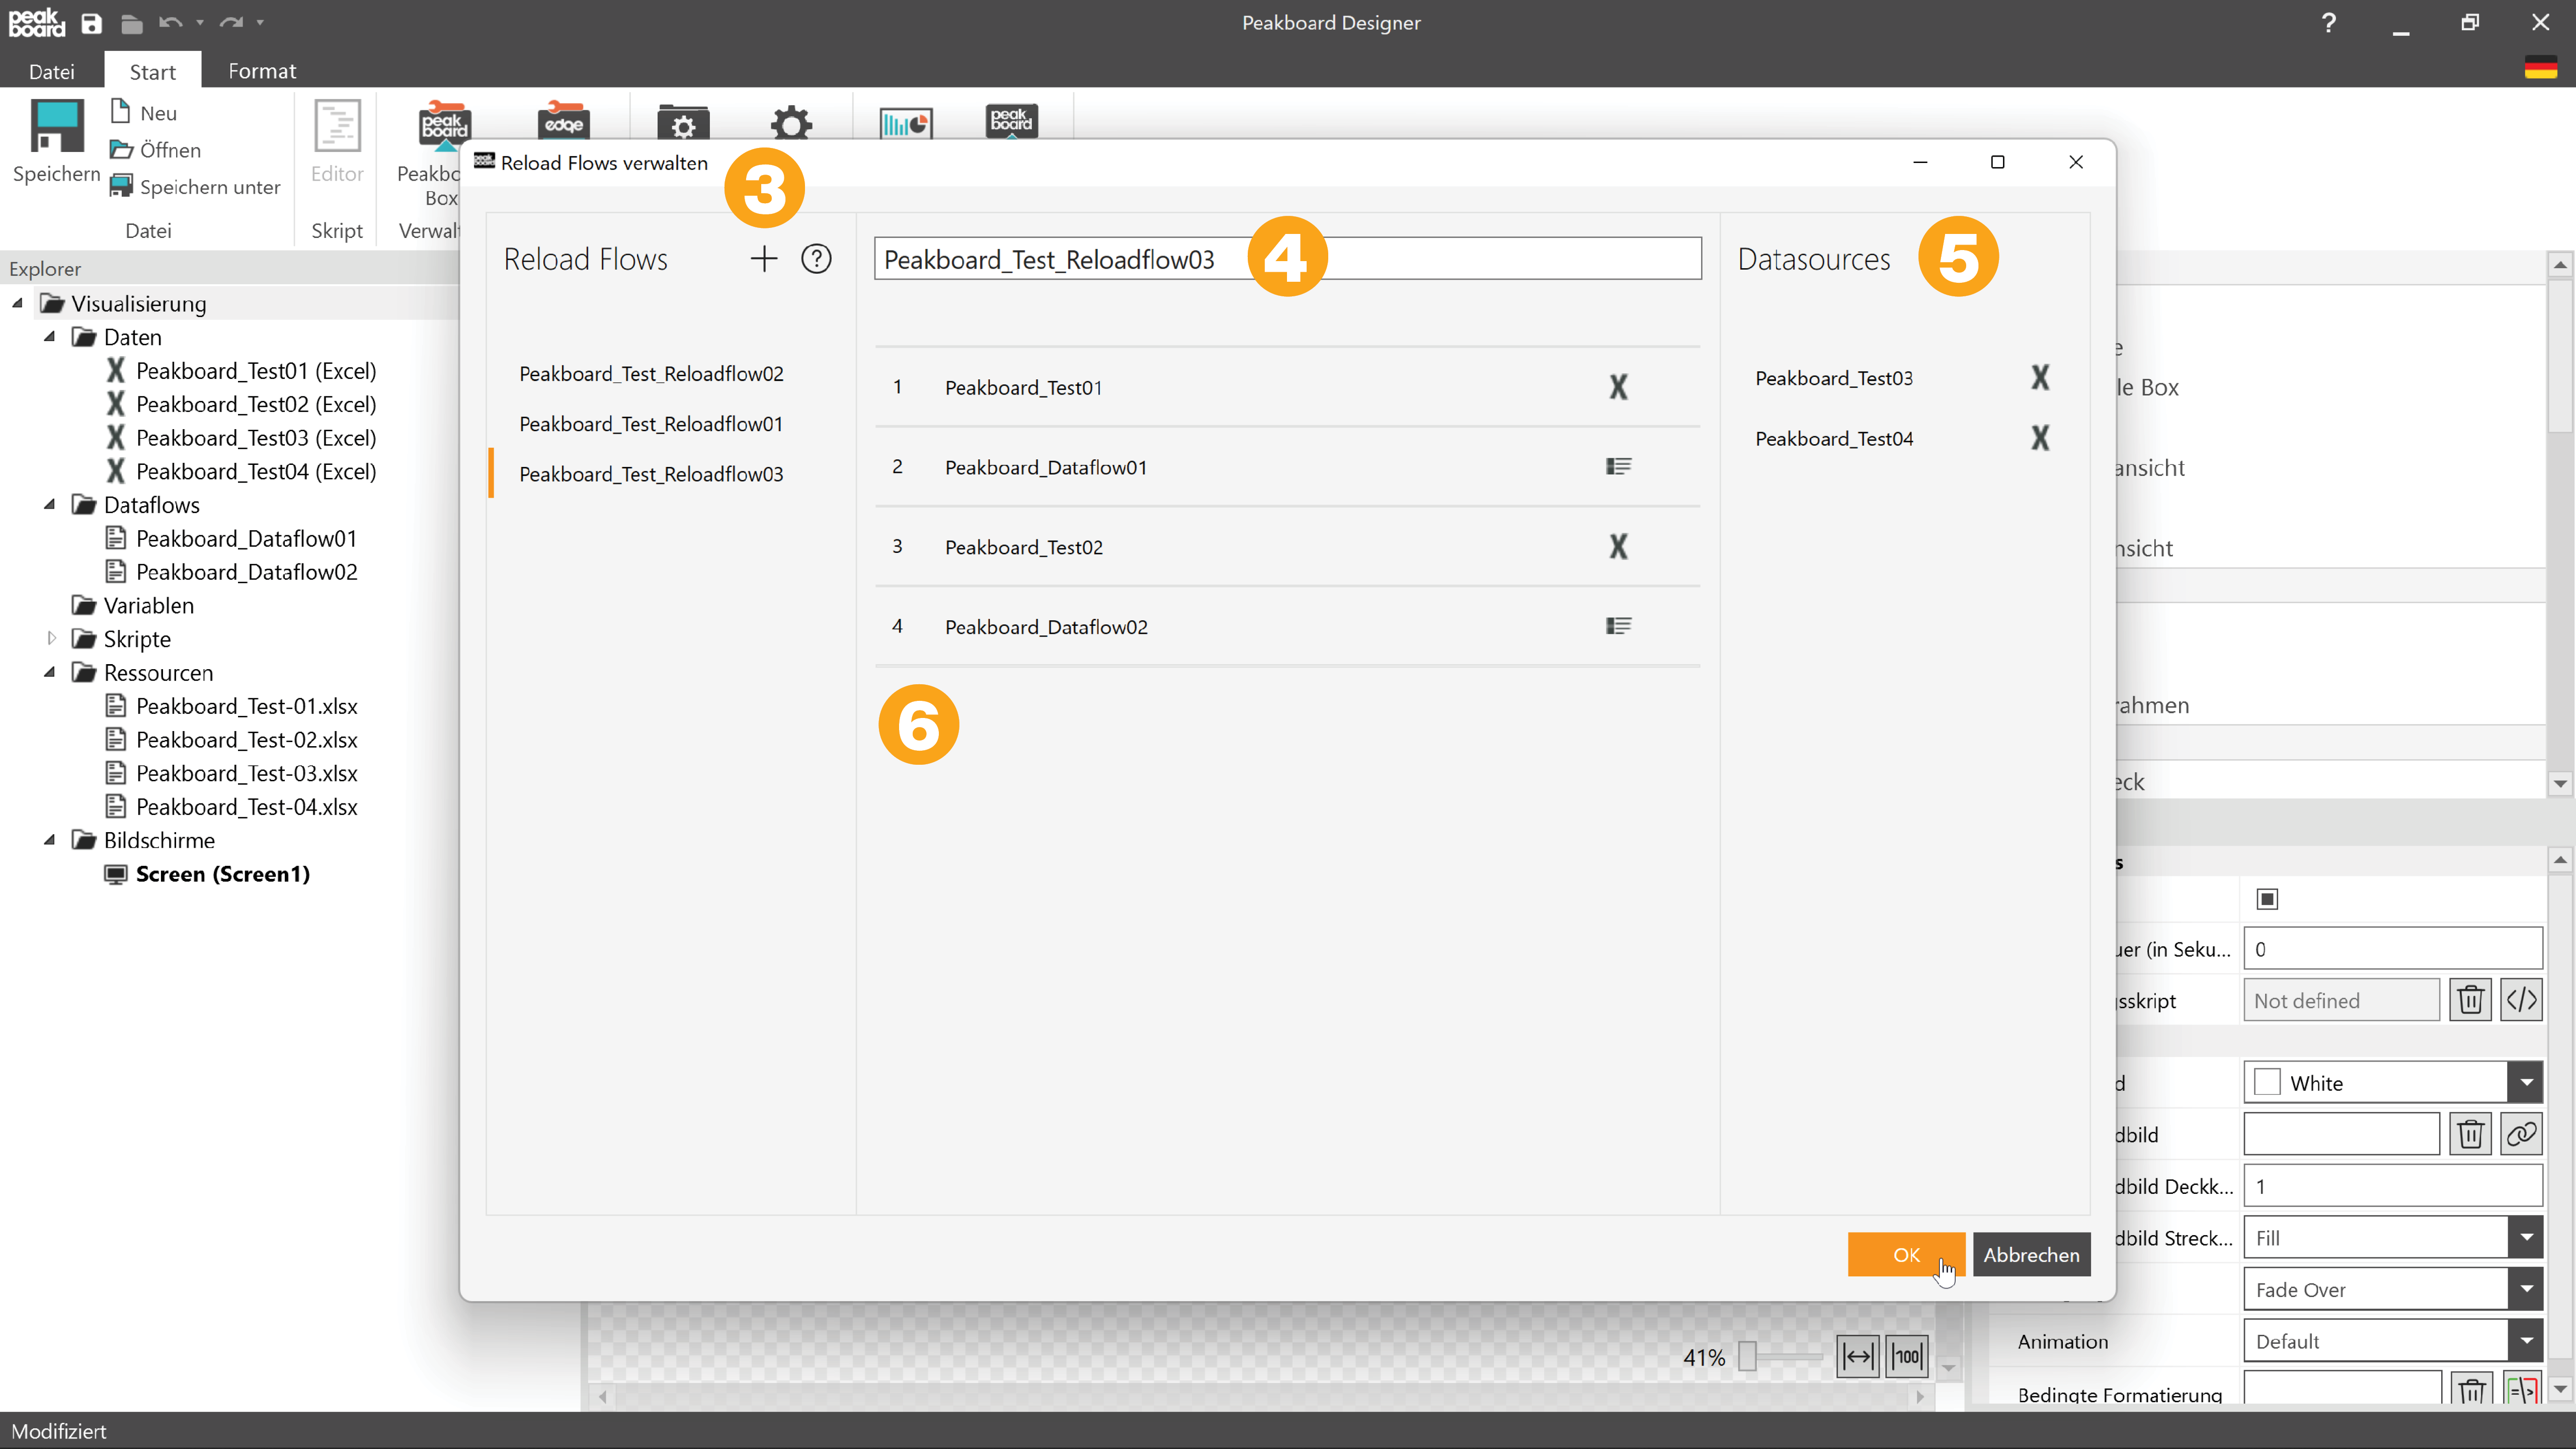 peak board
Peakboard Designer
?
Datei
Start
Format
Speichern
Neu
Öffnen
Speichern unter
Datei
Editor
Skript
peak board
Peakbo
Box
Verwalt
edge
peak board
Explorer
Visualisierung
Daten
Peakboard_Test01 (Excel)
Peakboard_Test02 (Excel)
Peakboard_Test03 (Excel)
Peakboard_Test04 (Excel)
Dataflows
Peakboard_Dataflow01
Peakboard_Dataflow02
Variablen
Skripte
Ressourcen
Peakboard_Test-01.xlsx
Peakboard_Test-02.xlsx
Peakboard_Test-03.xlsx
Peakboard_Test-04.xlsx
Bildschirme
Screen (Screen1)
Reload Flows verwalten
3
Reload Flows
?
Peakboard_Test_Reloadflow02
Peakboard_Test_Reloadflow01
Peakboard_Test_Reloadflow03
Peakboard_Test_Reloadflow03
4
1 Peakboard_Test01
2 Peakboard_Dataflow01
3 Peakboard_Test02
4 Peakboard_Dataflow02
6
Datasources
5
Peakboard_Test03
Peakboard_Test04
OK
Abbrechen
e
le Box
ansicht
nsicht
rahmen
eck
s
uer (in Seku... 0
sskript Not defined
d White
dbild
dbild Deckk... 1
dbild Streck... Fill
Fade Over
Animation Default
Bedingte Formatierung
41%
100
Modifiziert